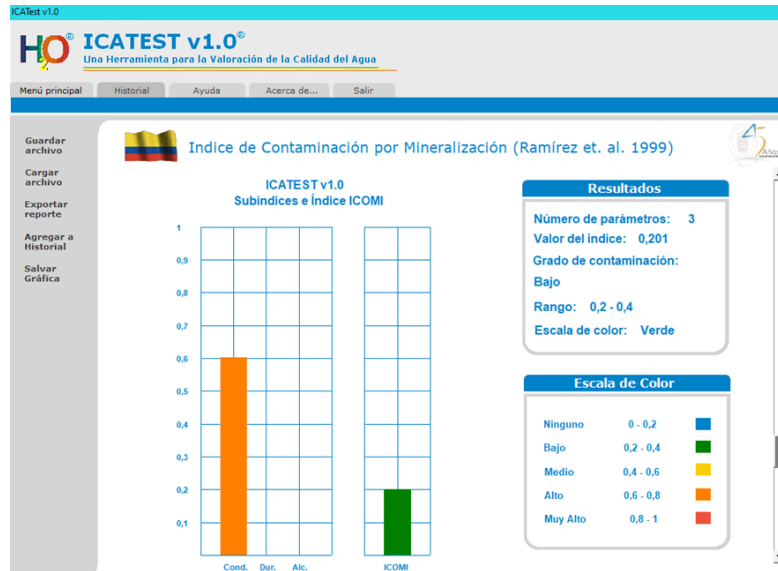 ICATest v1.0
H2O® ICATEST v1.0®
Una Herramienta para la Valoración de la Calidad del Agua
Menú principal Historial Ayuda Acerca de... Salir
Guardar archivo
Cargar archivo
Exportar reporte
Agregar a Historial
Salvar Gráfica
Indice de Contaminación por Mineralización (Ramírez et. al. 1999)
45 Años
ICATEST v1.0
Subindices e Índice ICOMI
1
0,9
0,8
0,7
0,6
0,5
0,4
0,3
0,2
0,1
Cond. Dur. Alc.
ICOMI
Resultados
Número de parámetros: 3
Valor del indice: 0,201
Grado de contaminación:
Bajo
Rango: 0,2 - 0,4
Escala de color: Verde
Escala de Color
Ninguno 0 - 0,2
Bajo 0,2 - 0,4
Medio 0,4 - 0,6
Alto 0,6 - 0,8
Muy Alto 0,8 - 1